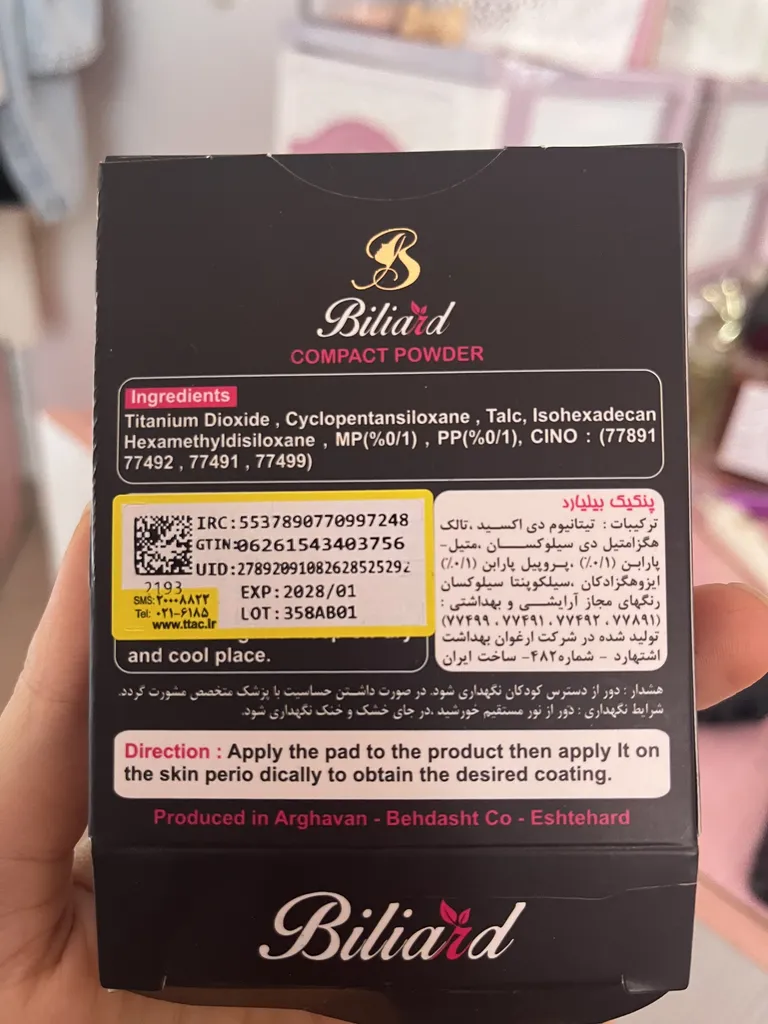 B
Biliard
COMPACT POWDER
Ingredients
Titanium Dioxide , Cyclopentansiloxane , Talc, Isohexadecan
Hexamethyldisiloxane , MP(%0/1) , PP(%0/1), CINO : (77891
77492 , 77491 , 77499)
IRC:5537890770997248
GTIN:06261543403756
UID:27892091082628525292
2193
EXP:2028/01
LOT:358AB01
SMS:۲۰۰۰۸۸۲۲
Tel: ۰۲۱-۶۱۸۵
www.ttac.ir
and cool place.
پنکیک بیلیارد
ترکیبات : تیتانیوم دی اکسید ،تالک
هگزامتیل دی سیلوکسان ،متیل-
پارابن (۰/۱٪) ،پروپیل پارابن (۰/۱٪)
ایزوهگزادکان ،سیلکوپنتا سیلوکسان
رنگهای مجاز آرایشی و بهداشتی :
(۷۷۸۹۱ ، ۷۷۴۹۲ ، ۷۷۴۹۱ ، ۷۷۴۹۹)
تولید شده در شرکت ارغوان بهداشت
اشتهارد - شماره۴۸۲- ساخت ایران
هشدار : دور از دسترس کودکان نگهداری شود. در صورت داشتن حساسیت با پزشک متخصص مشورت گردد.
شرایط نگهداری : دور از نور مستقیم خورشید ،در جای خشک و خنک نگهداری شود.
Direction : Apply the pad to the product then apply It on
the skin perio dically to obtain the desired coating.
Produced in Arghavan - Behdasht Co - Eshtehard
Biliard